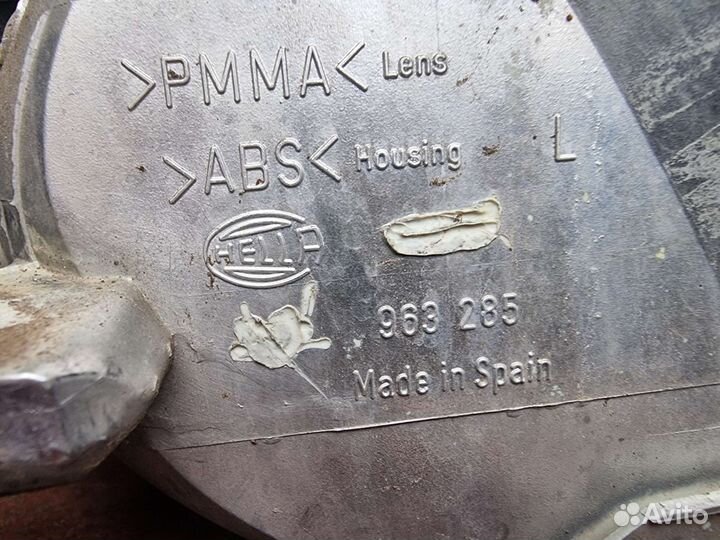 >PMMA< Lens
>ABS< Housing L
HELLA
963 285
Made in Spain
Avito